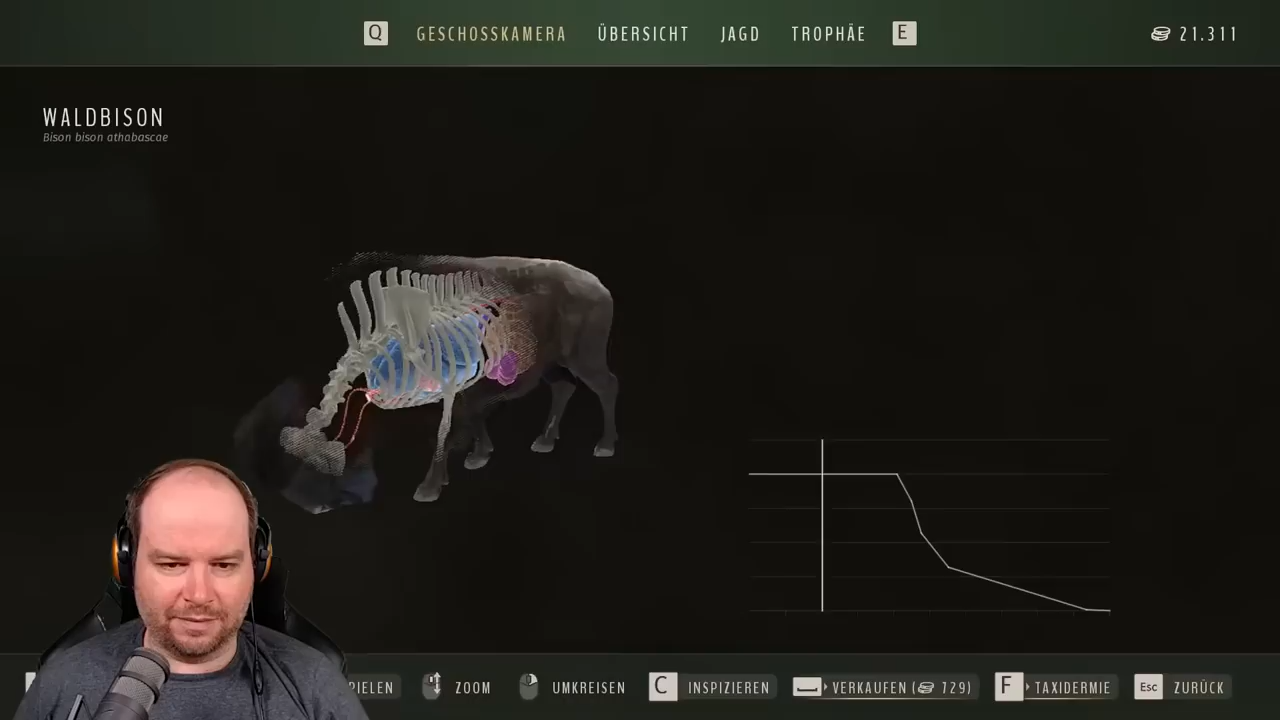 Q GESCHOSSKAMERA ÜBERSICHT JAGD TROPHÄE E 21.311
WALDBISON
Bison bison athabascae
PIELEN ZOOM UMKREISEN C INSPIZIEREN VERKAUFEN (729) F TAXIDERMIE Esc ZURÜCK